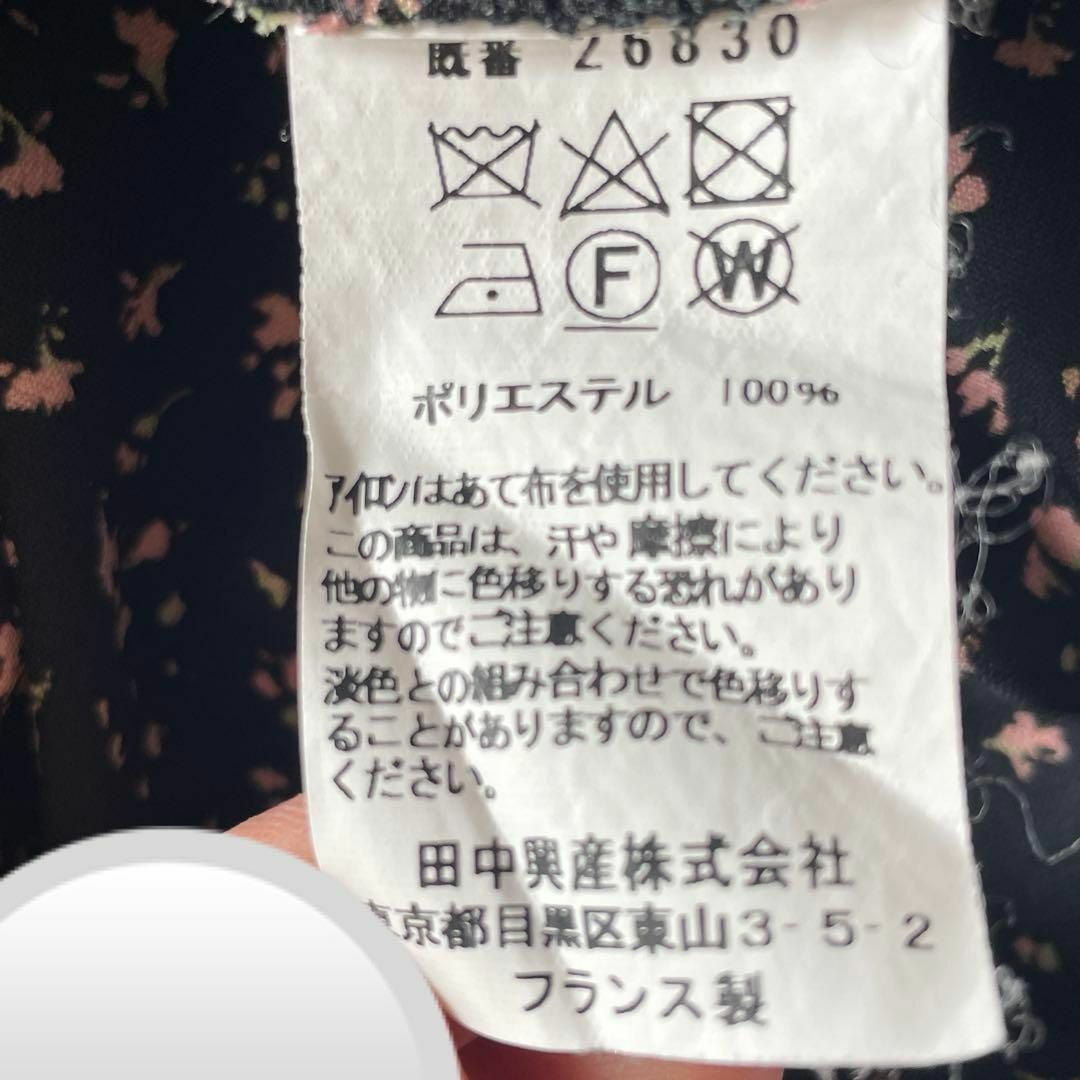 既番 26830
F W
ポリエステル 100%
アイロンはあて布を使用してください。
この商品は、汗や摩擦により
他の物に色移りする恐れがあり
ますのでご注意ください。
淡色との組み合わせで色移りす
ることがありますので、ご注意
ください。
田中興産株式会社
東京都目黒区東山3-5-2
フランス製